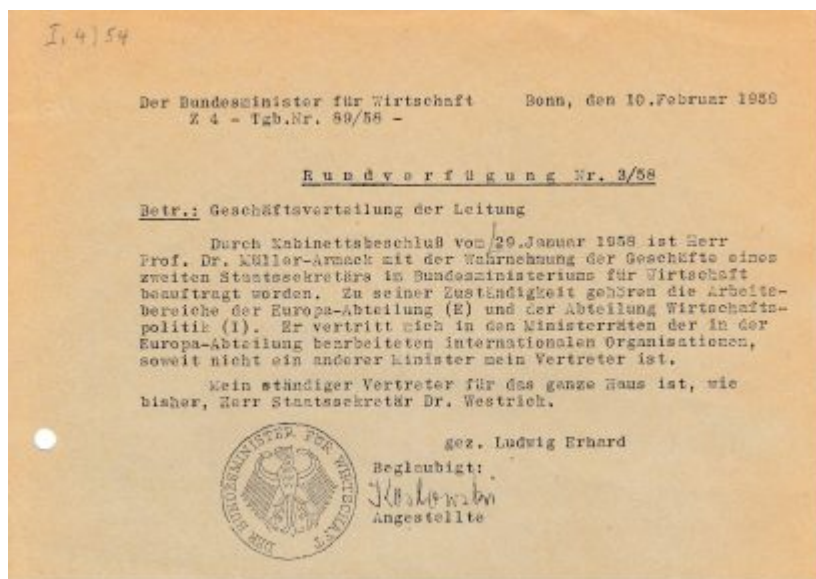 I, 4) 54
Der Bundesminister für Wirtschaft Bonn, den 10.Februar 1958
Z 4 - Tgb.Nr. 89/58 -
Rundverfügung Nr. 3/58
Betr.: Geschäftsverteilung der Leitung
Durch Kabinettsbeschluß vom 29.Januar 1958 ist Herr
Prof. Dr. Müller-Armack mit der Wahrnehmung der Geschäfte eines
zweiten Staatssekretärs im Bundesministeriums für Wirtschaft
beauftragt worden. Zu seiner Zuständigkeit gehören die Arbeits-
bereiche der Europa-Abteilung (E) und der Abteilung Wirtschafts-
politik (I). Er vertritt mich in den Ministerräten der in der
Europa-Abteilung bearbeiteten internationalen Organisationen,
soweit nicht ein anderer Minister mein Vertreter ist.
Mein ständiger Vertreter für das ganze Haus ist, wie
bisher, Herr Staatssekretär Dr. Westrick.
gez. Ludwig Erhard
Beglaubigt:
Angestellte
DER BUNDESMINISTER FÜR WIRTSCHAFT